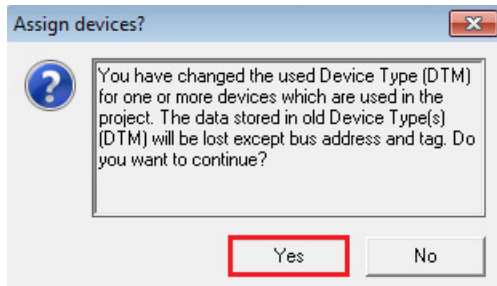 Assign devices?
You have changed the used Device Type (DTM)
for one or more devices which are used in the
project. The data stored in old Device Type(s)
(DTM) will be lost except bus address and tag. Do
you want to continue?
Yes No